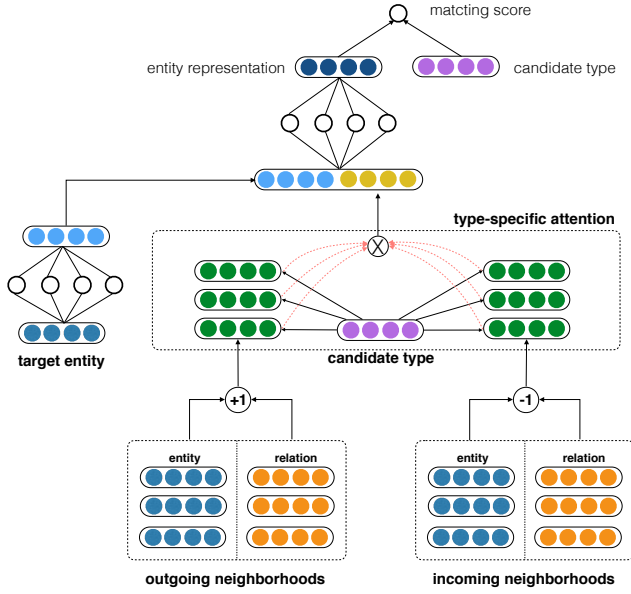 matcting score
entity representation
candidate type
type-specific attention
X
target entity
candidate type
+1
-1
entity
relation
entity
relation
outgoing neighborhoods
incoming neighborhoods